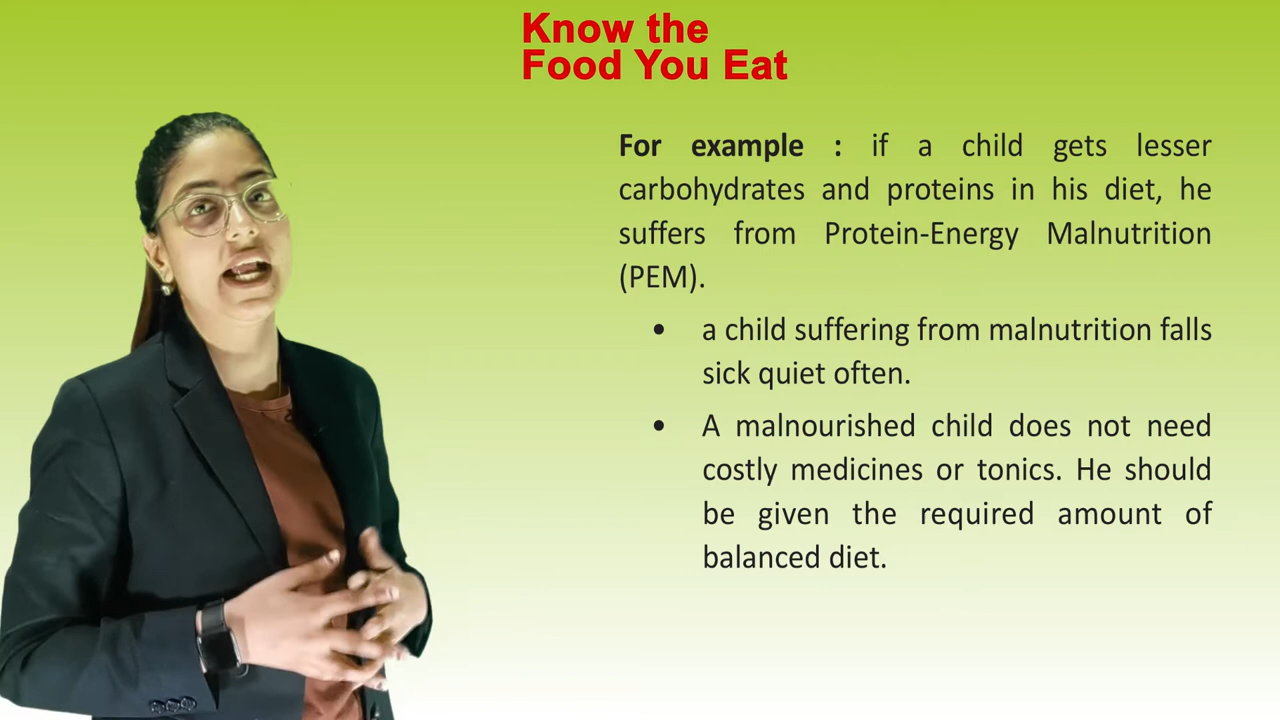 Know the
Food You Eat
For example : if a child gets lesser
carbohydrates and proteins in his diet, he
suffers from Protein-Energy Malnutrition
(PEM).
• a child suffering from malnutrition falls
sick quiet often.
• A malnourished child does not need
costly medicines or tonics. He should
be given the required amount of
balanced diet.